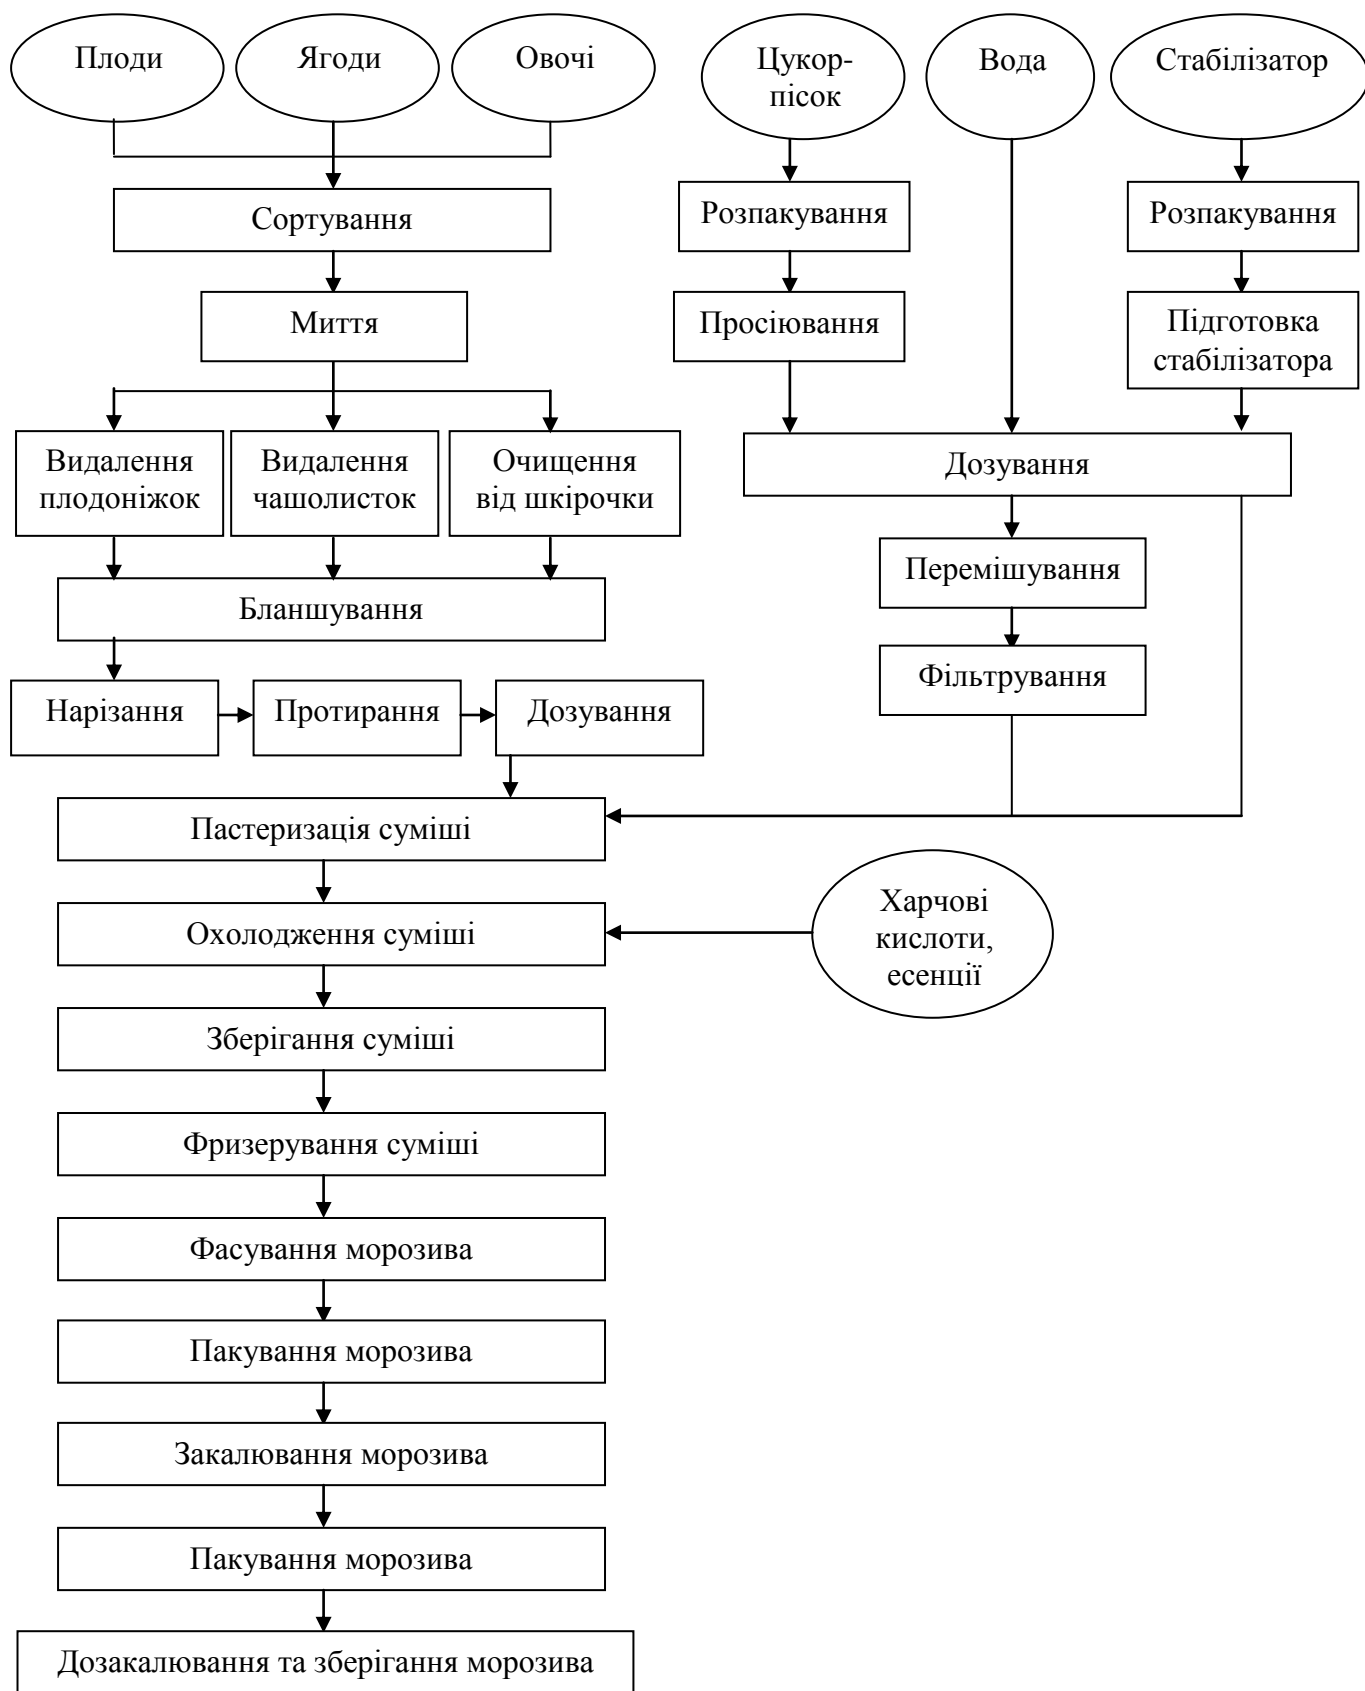 Плоди
Ягоди
Овочі
Цукор-
пісок
Вода
Стабілізатор
Сортування
Розпакування
Розпакування
Миття
Просіювання
Підготовка
стабілізатора
Видалення
плодоніжок
Видалення
чашолисток
Очищення
від шкірочки
Дозування
Перемішування
Бланшування
Фільтрування
Нарізання
Протирання
Дозування
Пастеризація суміші
Охолодження суміші
Харчові
кислоти,
есенції
Зберігання суміші
Фризерування суміші
Фасування морозива
Пакування морозива
Закалювання морозива
Пакування морозива
Дозакалювання та зберігання морозива